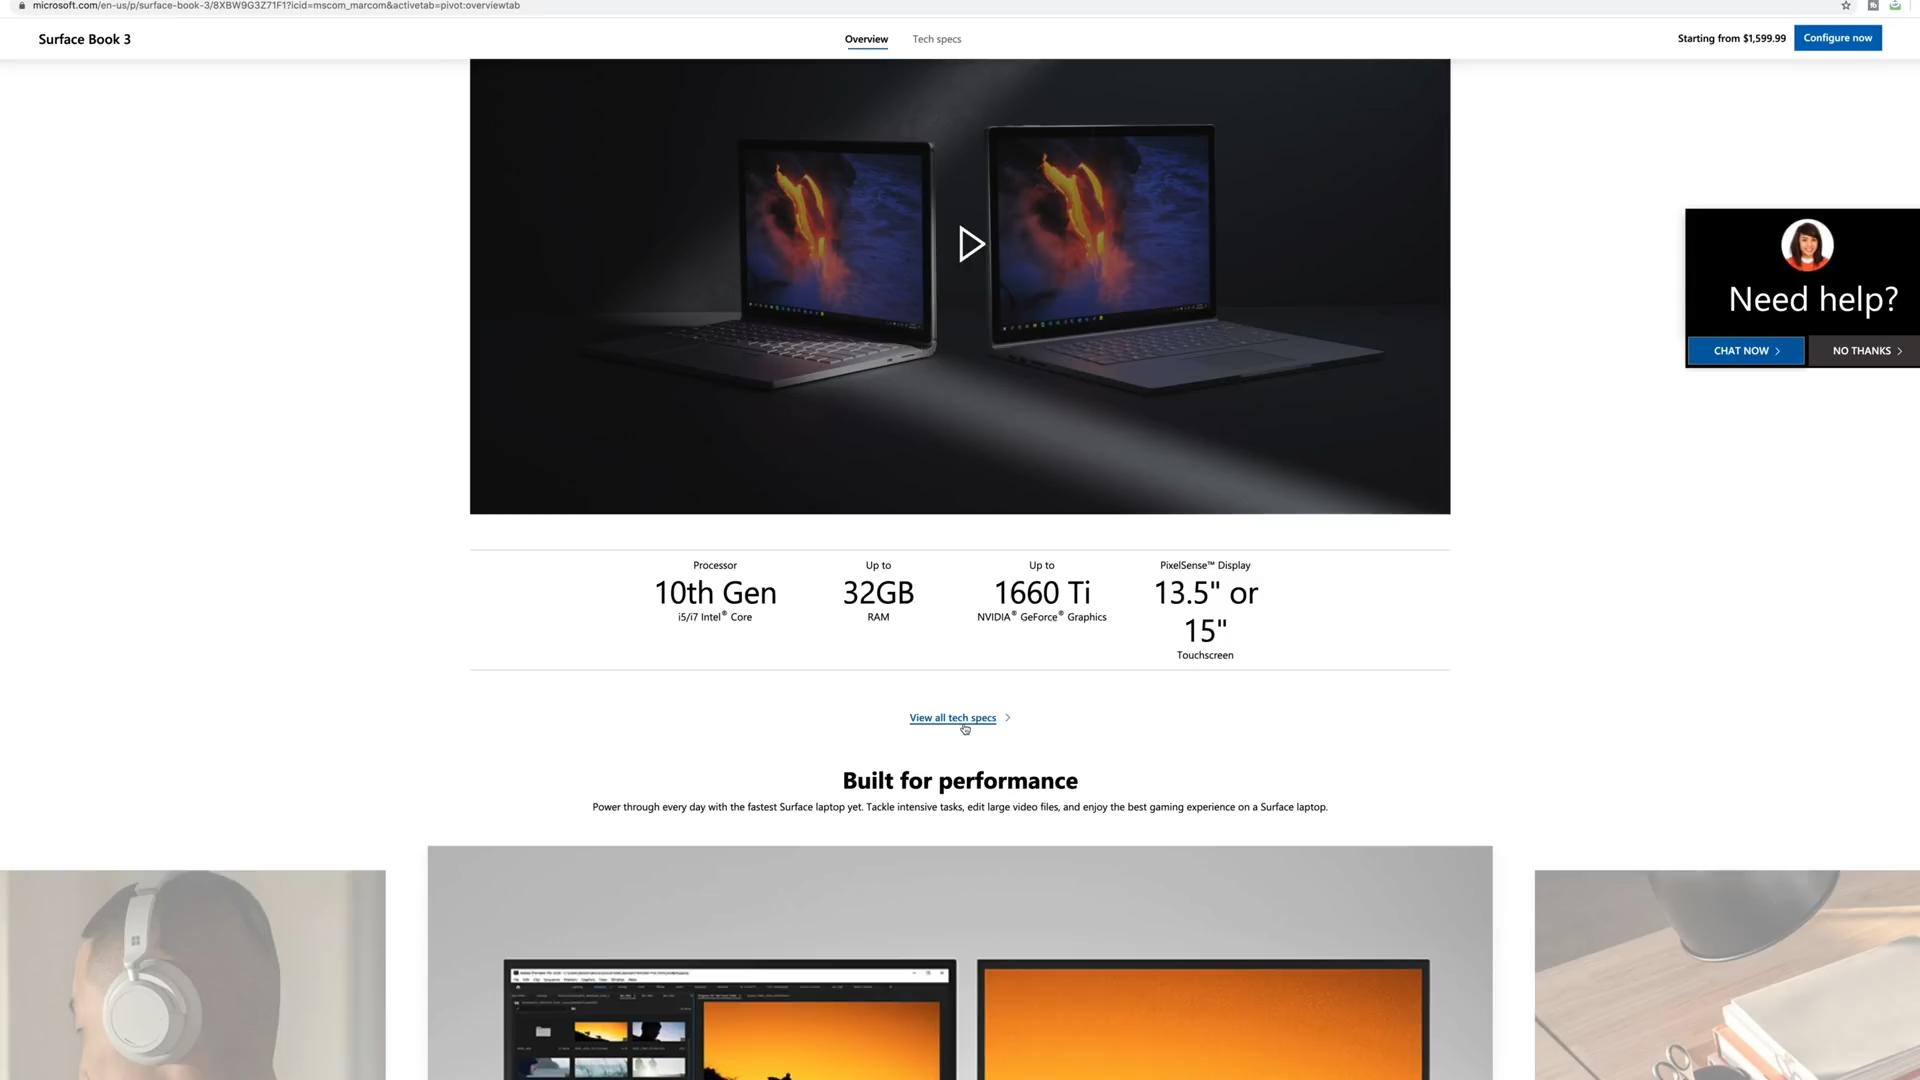 microsoft.com/en-us/p/surface-book-3/8XBW9G3Z71F1?icid=mscom_marcom&activetab=pivot:overviewtab
Surface Book 3
Overview
Tech specs
Starting from $1,599.99
Configure now
Need help?
CHAT NOW
NO THANKS
Processor
10th Gen
i5/i7 Intel® Core
Up to
32GB
RAM
Up to
1660 Ti
NVIDIA® GeForce® Graphics
PixelSense™ Display
13.5" or
15"
Touchscreen
View all tech specs
Built for performance
Power through every day with the fastest Surface laptop yet. Tackle intensive tasks, edit large video files, and enjoy the best gaming experience on a Surface laptop.